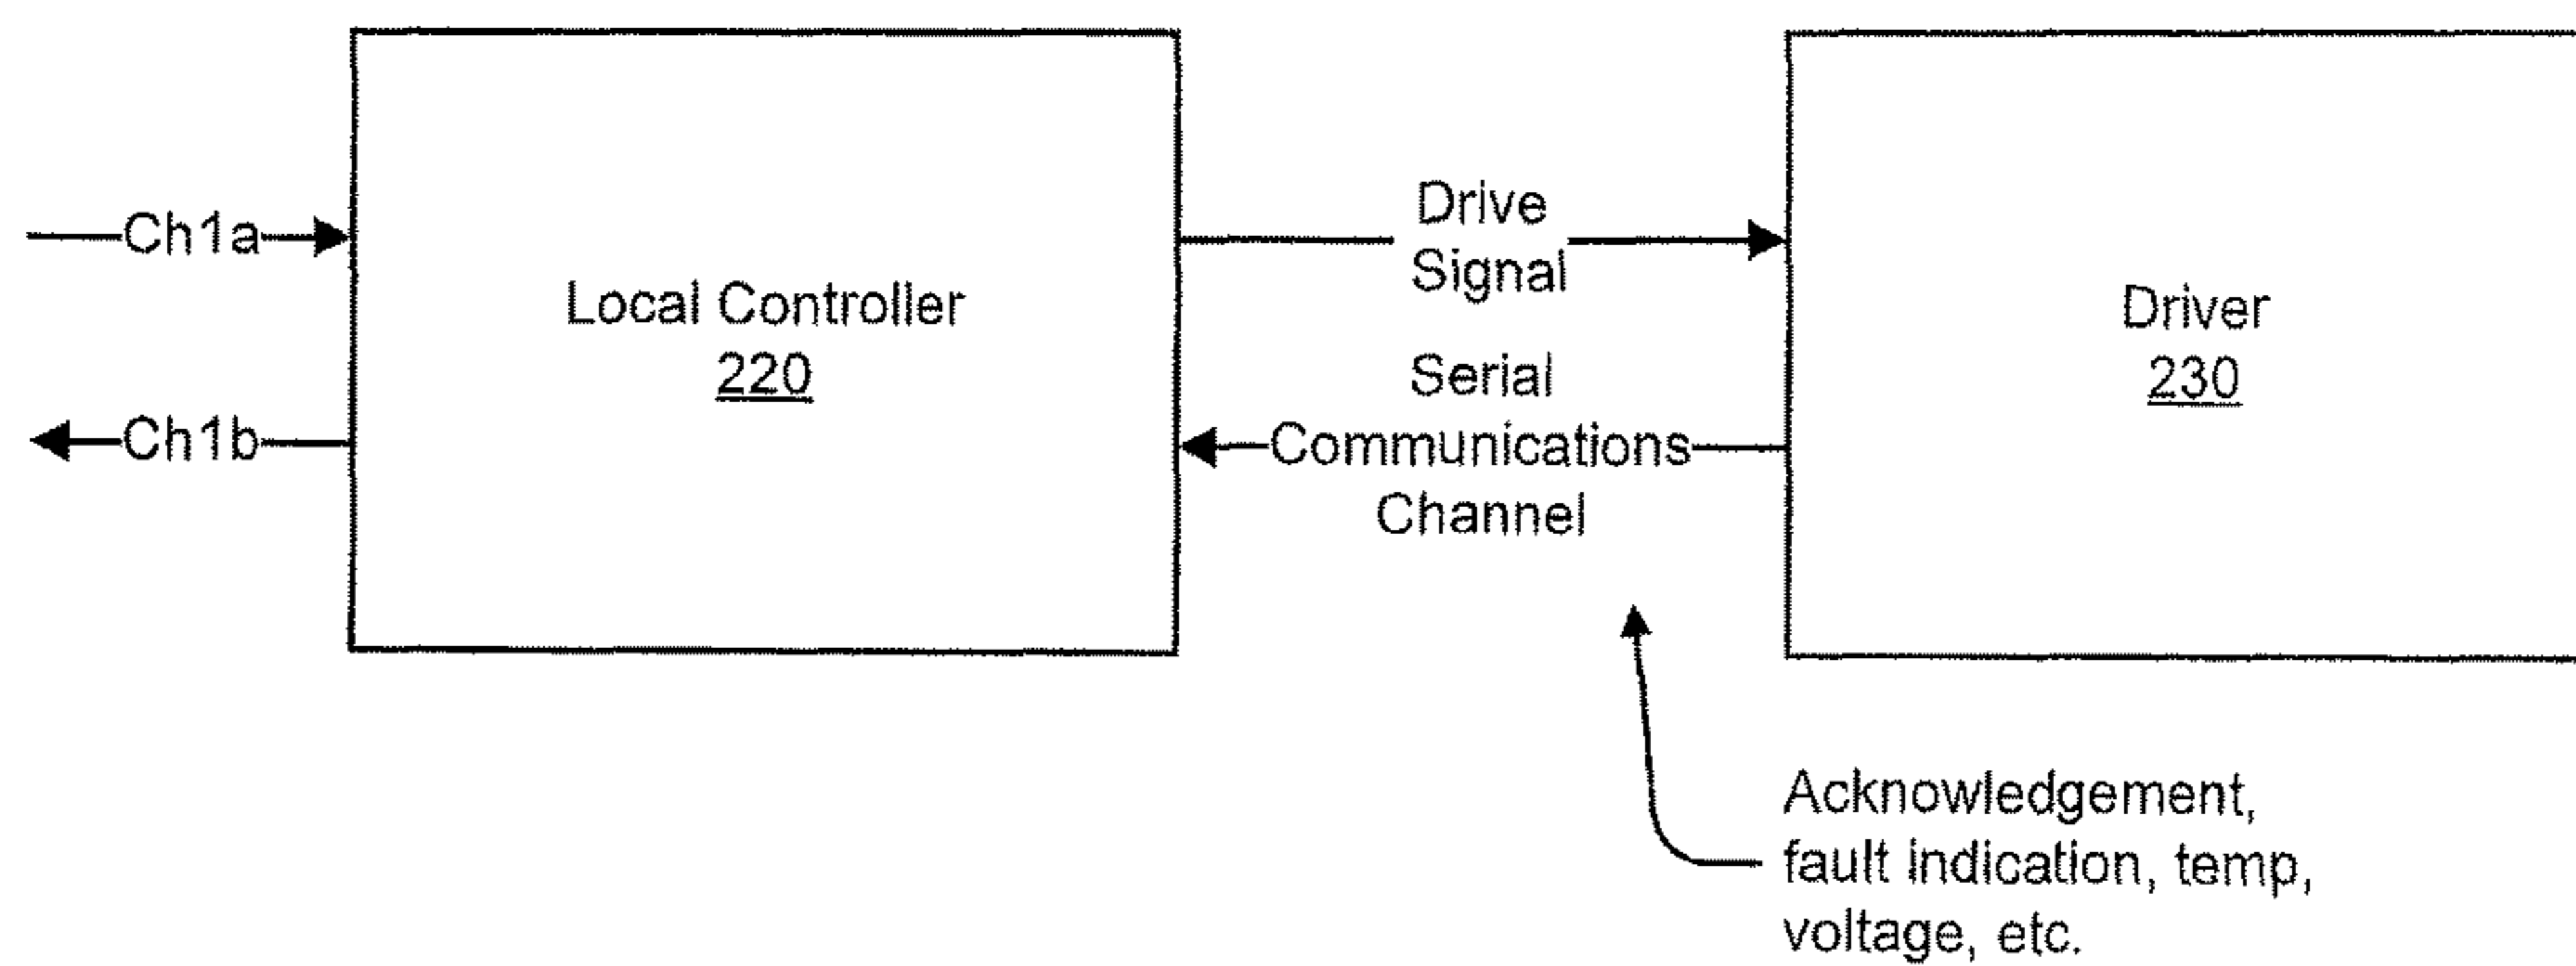 Ch1a
Ch1b
Local Controller
220
Drive
Signal
Serial
Communications
Channel
Driver
230
Acknowledgement,
fault indication, temp,
voltage, etc.